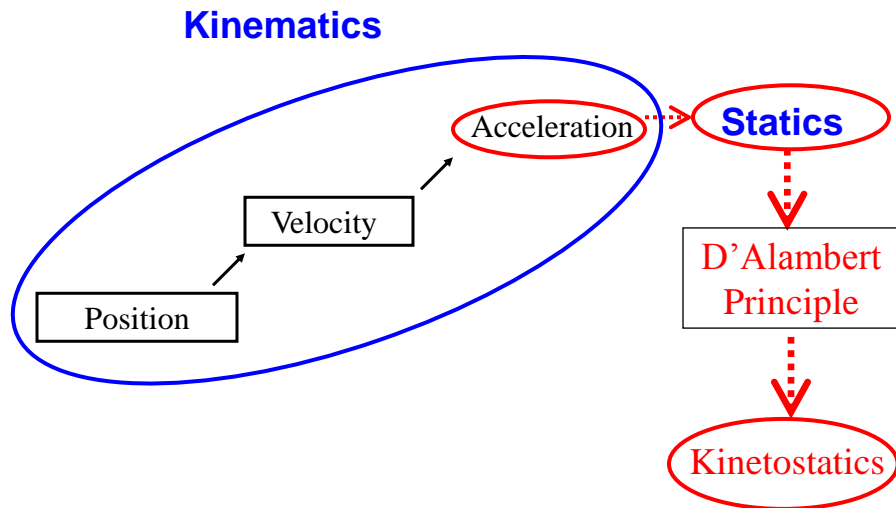 Kinematics
Acceleration
Statics
Velocity
D’Alambert
Principle
Position
Kinetostatics